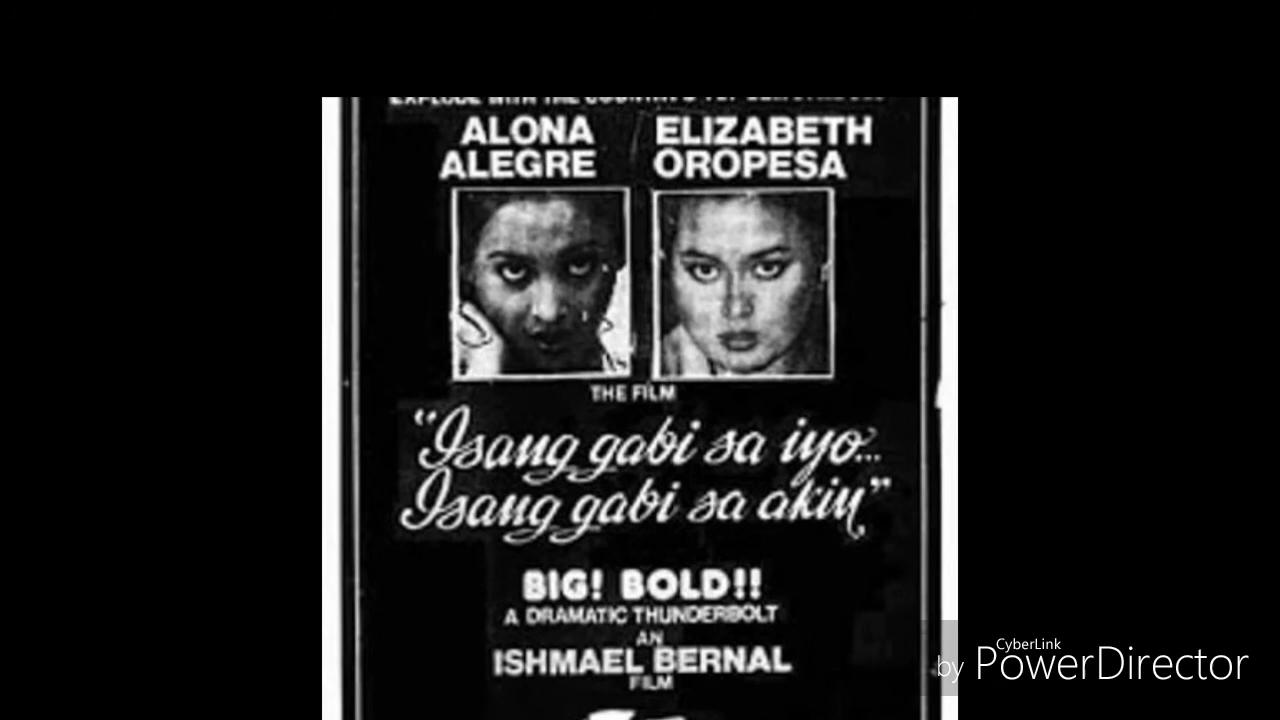 ALONA ELIZABETH
ALEGRE OROPESA
THE FILM
"Isang gabi sa iyo...
Isang gabi sa akin"
BIG! BOLD!!
A DRAMATIC THUNDERBOLT
AN
ISHMAEL BERNAL
FILM
CyberLink
by PowerDirector